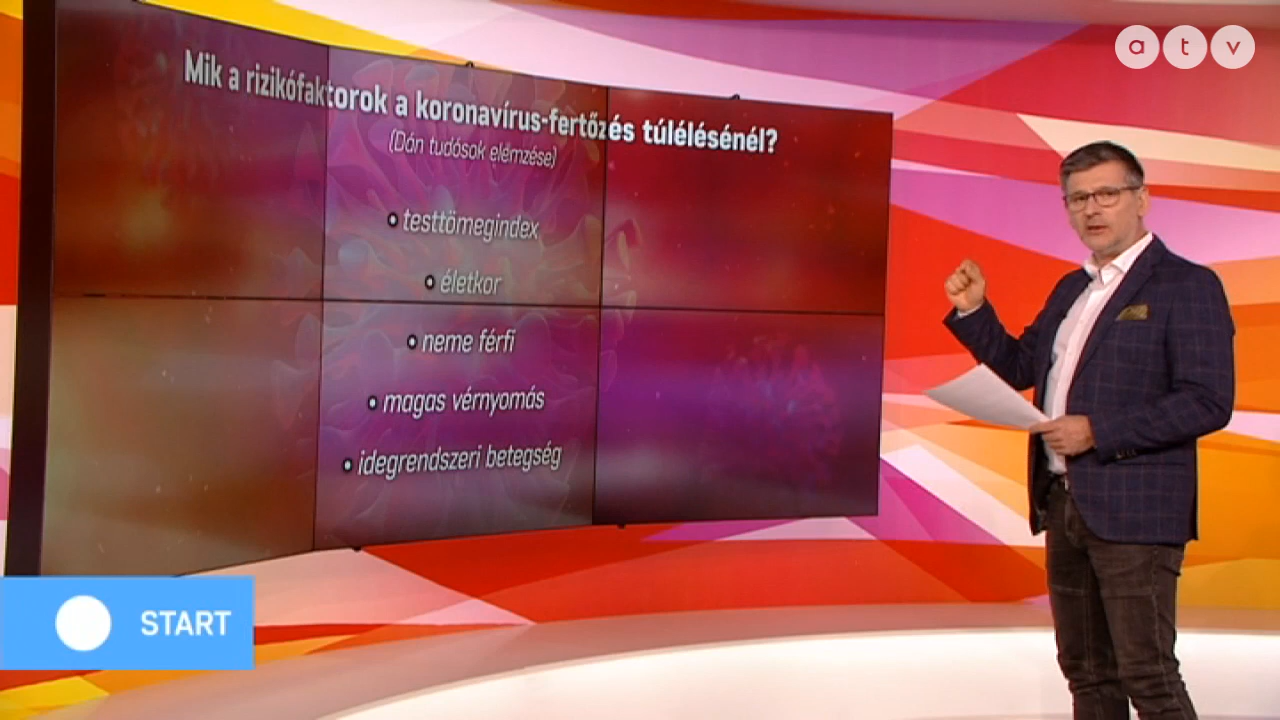 atv
Mik a rizikófaktorok a koronavírus-fertőzés túlélésénél?
(Dán tudósok elemzése)
• testtömegindex
• életkor
• neme férfi
• magas vérnyomás
• idegrendszeri betegség
START